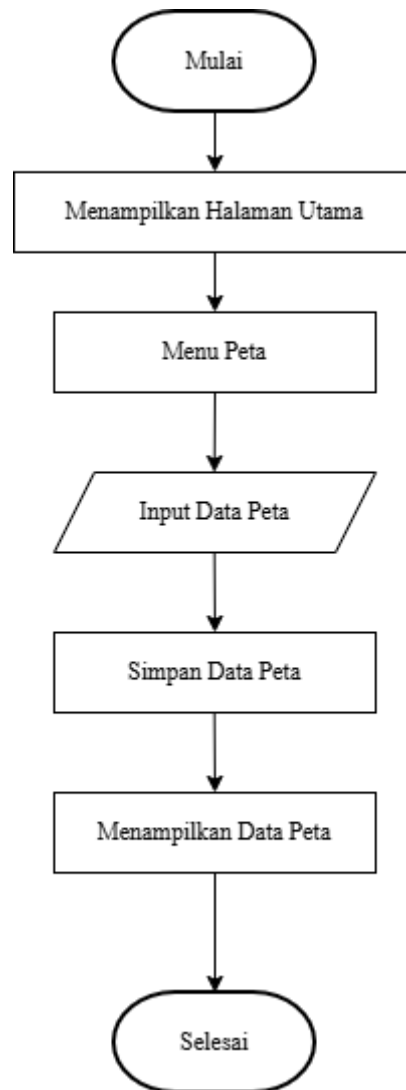 Mulai
Menampilkan Halaman Utama
Menu Peta
Input Data Peta
Simpan Data Peta
Menampilkan Data Peta
Selesai